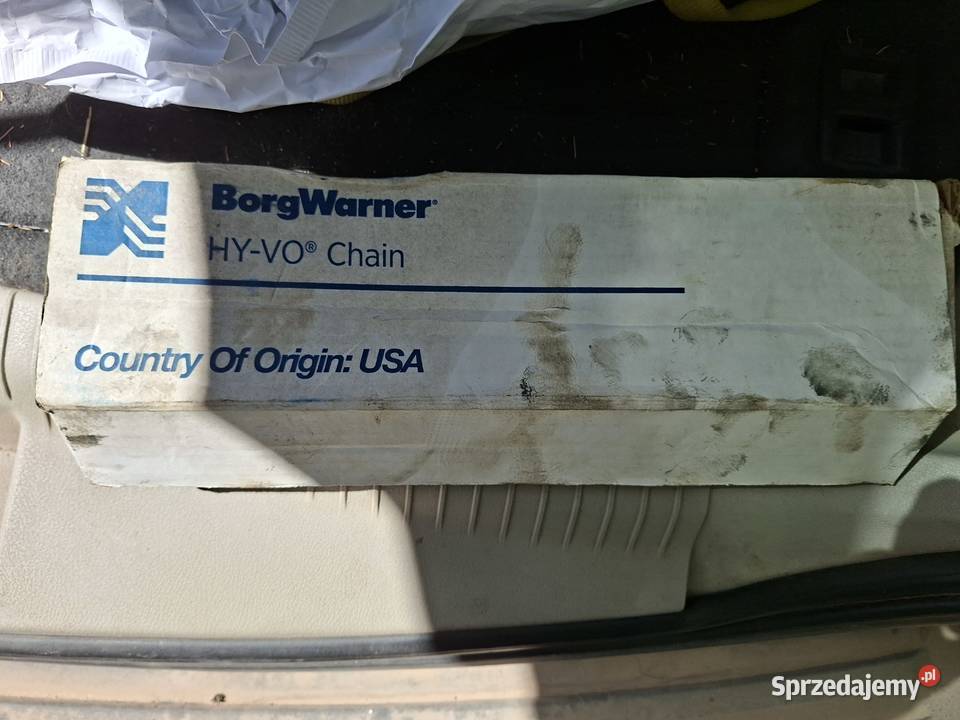 BorgWarner®
HY-VO® Chain
Country Of Origin: USA
Sprzedajemy.pl